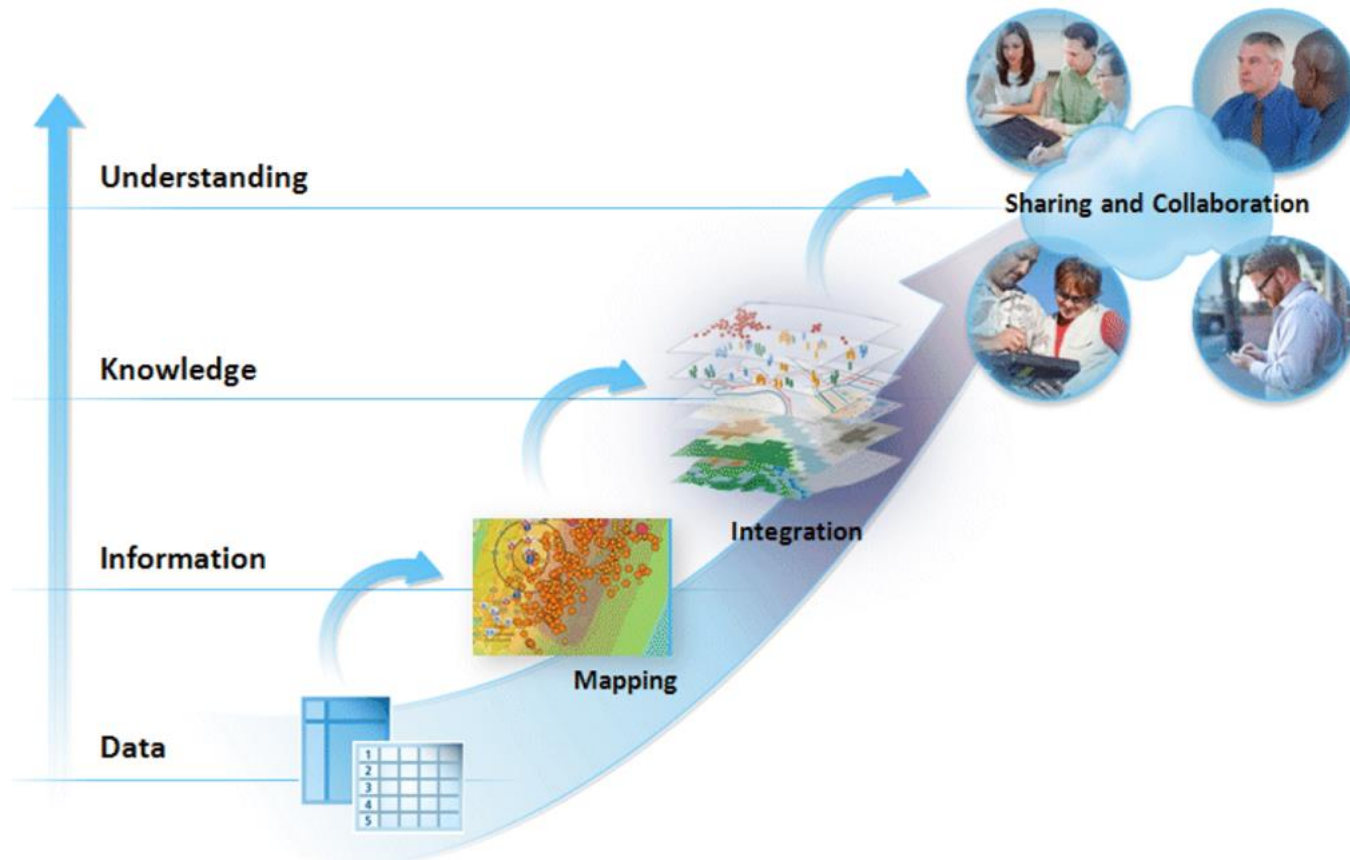 Understanding
Sharing and Collaboration
Knowledge
Integration
Information
Mapping
Data
1
2
3
4
5